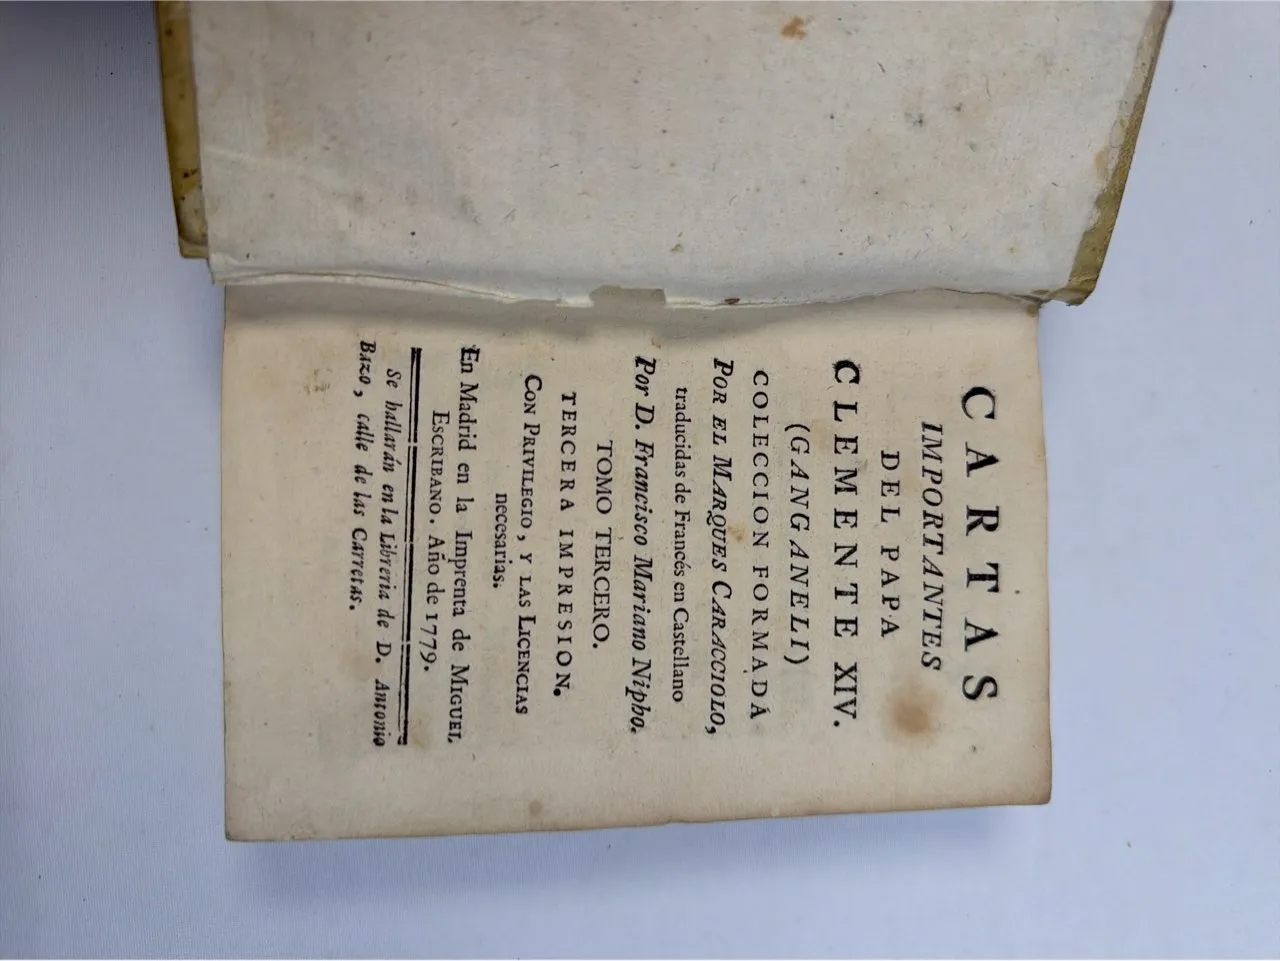 CARTAS
IMPORTANTES
DEL PAPA
CLEMENTE XIV.
(GANGANELI)
COLECCION FORMADA
POR EL MARQUES CARACCIOLO,
traducidas de Francés en Castellano
Por D. Francisco Mariano Nipho.
TOMO TERCERO.
TERCERA IMPRESION.
CON PRIVILEGIO, Y LAS LICENCIAS
necesarias.
En Madrid en la Imprenta de MIGUEL
ESCRIBANO. Año de 1779.
Se hallarán en la Libreria de D. Antonio
Bazo, calle de las Carretas.